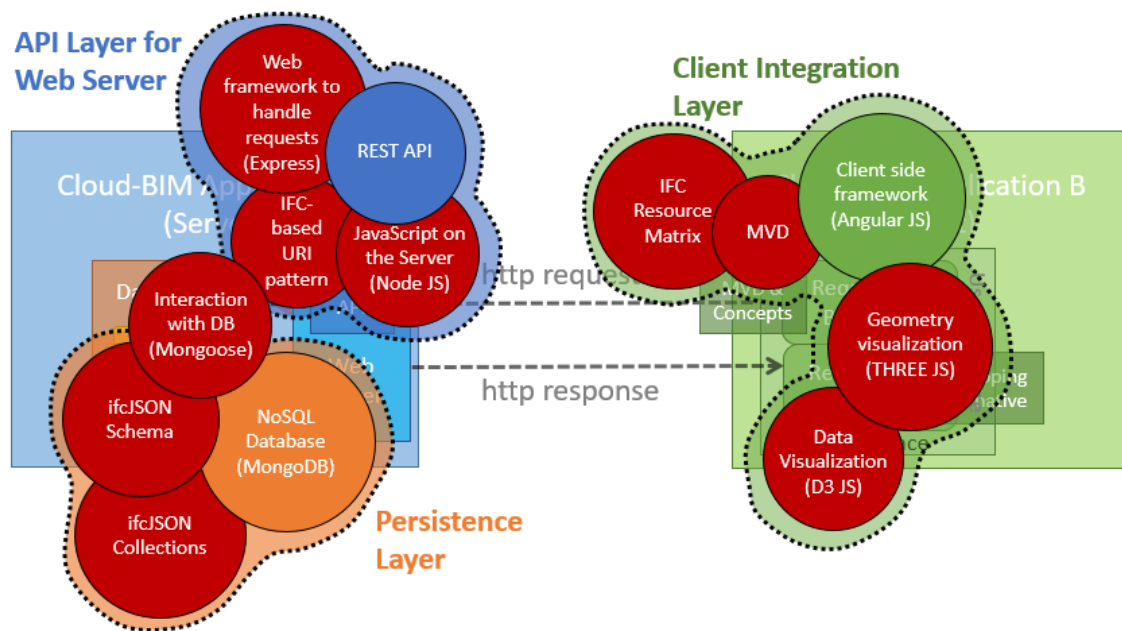 API Layer for
Web Server
Web
framework to
handle
requests
(Express)
REST API
IFC-
based
URI
pattern
JavaScript on
the Server
(Node JS)
Cloud-BIM
Interaction
with DB
(Mongoose)
ifcJSON
Schema
NoSQL
Database
(MongoDB)
ifcJSON
Collections
Persistence
Layer
Web
http
http response
Client Integration
Layer
IFC
Resource
Matrix
MVD
Client side
framework
(Angular JS)
B
MVD &
Concepts
Geometry
visualization
(THREE JS)
Data
Visualization
(D3 JS)